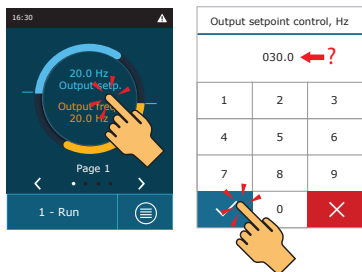 16:30
20.0 Hz
Output setp.
Output freq.
20.0 Hz
Page 1
1 - Run
Output setpoint control, Hz
030.0 ?
1 2 3
4 5 6
7 8 9
0